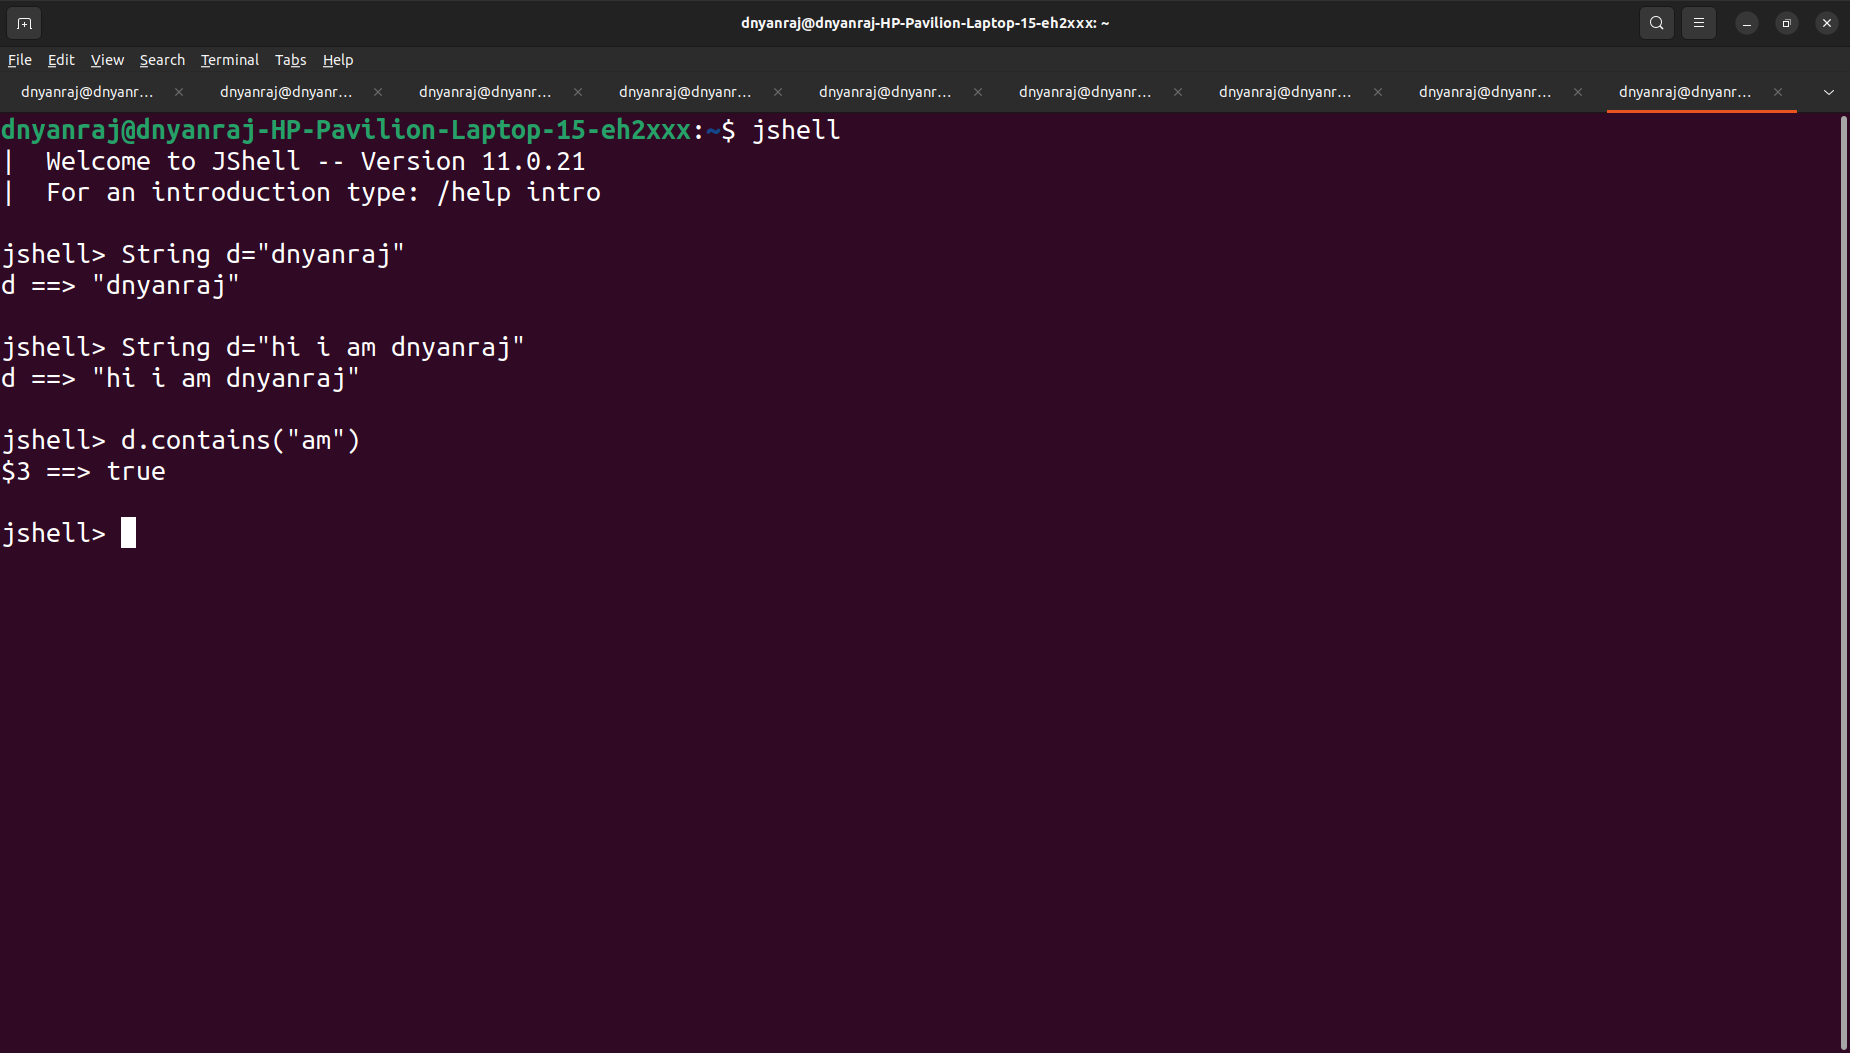 dnyanraj@dnyanraj-HP-Pavilion-Laptop-15-eh2xxx: ~
File Edit View Search Terminal Tabs Help
dnyanraj@dnyanr... dnyanraj@dnyanr... dnyanraj@dnyanr... dnyanraj@dnyanr... dnyanraj@dnyanr... dnyanraj@dnyanr... dnyanraj@dnyanr... dnyanraj@dnyanr... dnyanraj@dnyanr...
dnyanraj@dnyanraj-HP-Pavilion-Laptop-15-eh2xxx:~$ jshell
|  Welcome to JShell -- Version 11.0.21
|  For an introduction type: /help intro
jshell> String d="dnyanraj"
d ==> "dnyanraj"
jshell> String d="hi i am dnyanraj"
d ==> "hi i am dnyanraj"
jshell> d.contains("am")
$3 ==> true
jshell>